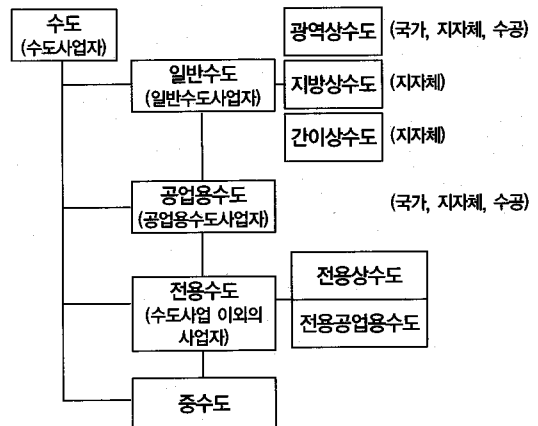 수도
(수도사업자)
광역상수도 (국가, 지자체, 수공)
일반수도
(일반수도사업자)
지방상수도 (지자체)
간이상수도 (지자체)
공업용수도
(공업용수도사업자)
(국가, 지자체, 수공)
전용수도
(수도사업 이외의
사업자)
전용상수도
전용공업용수도
중수도